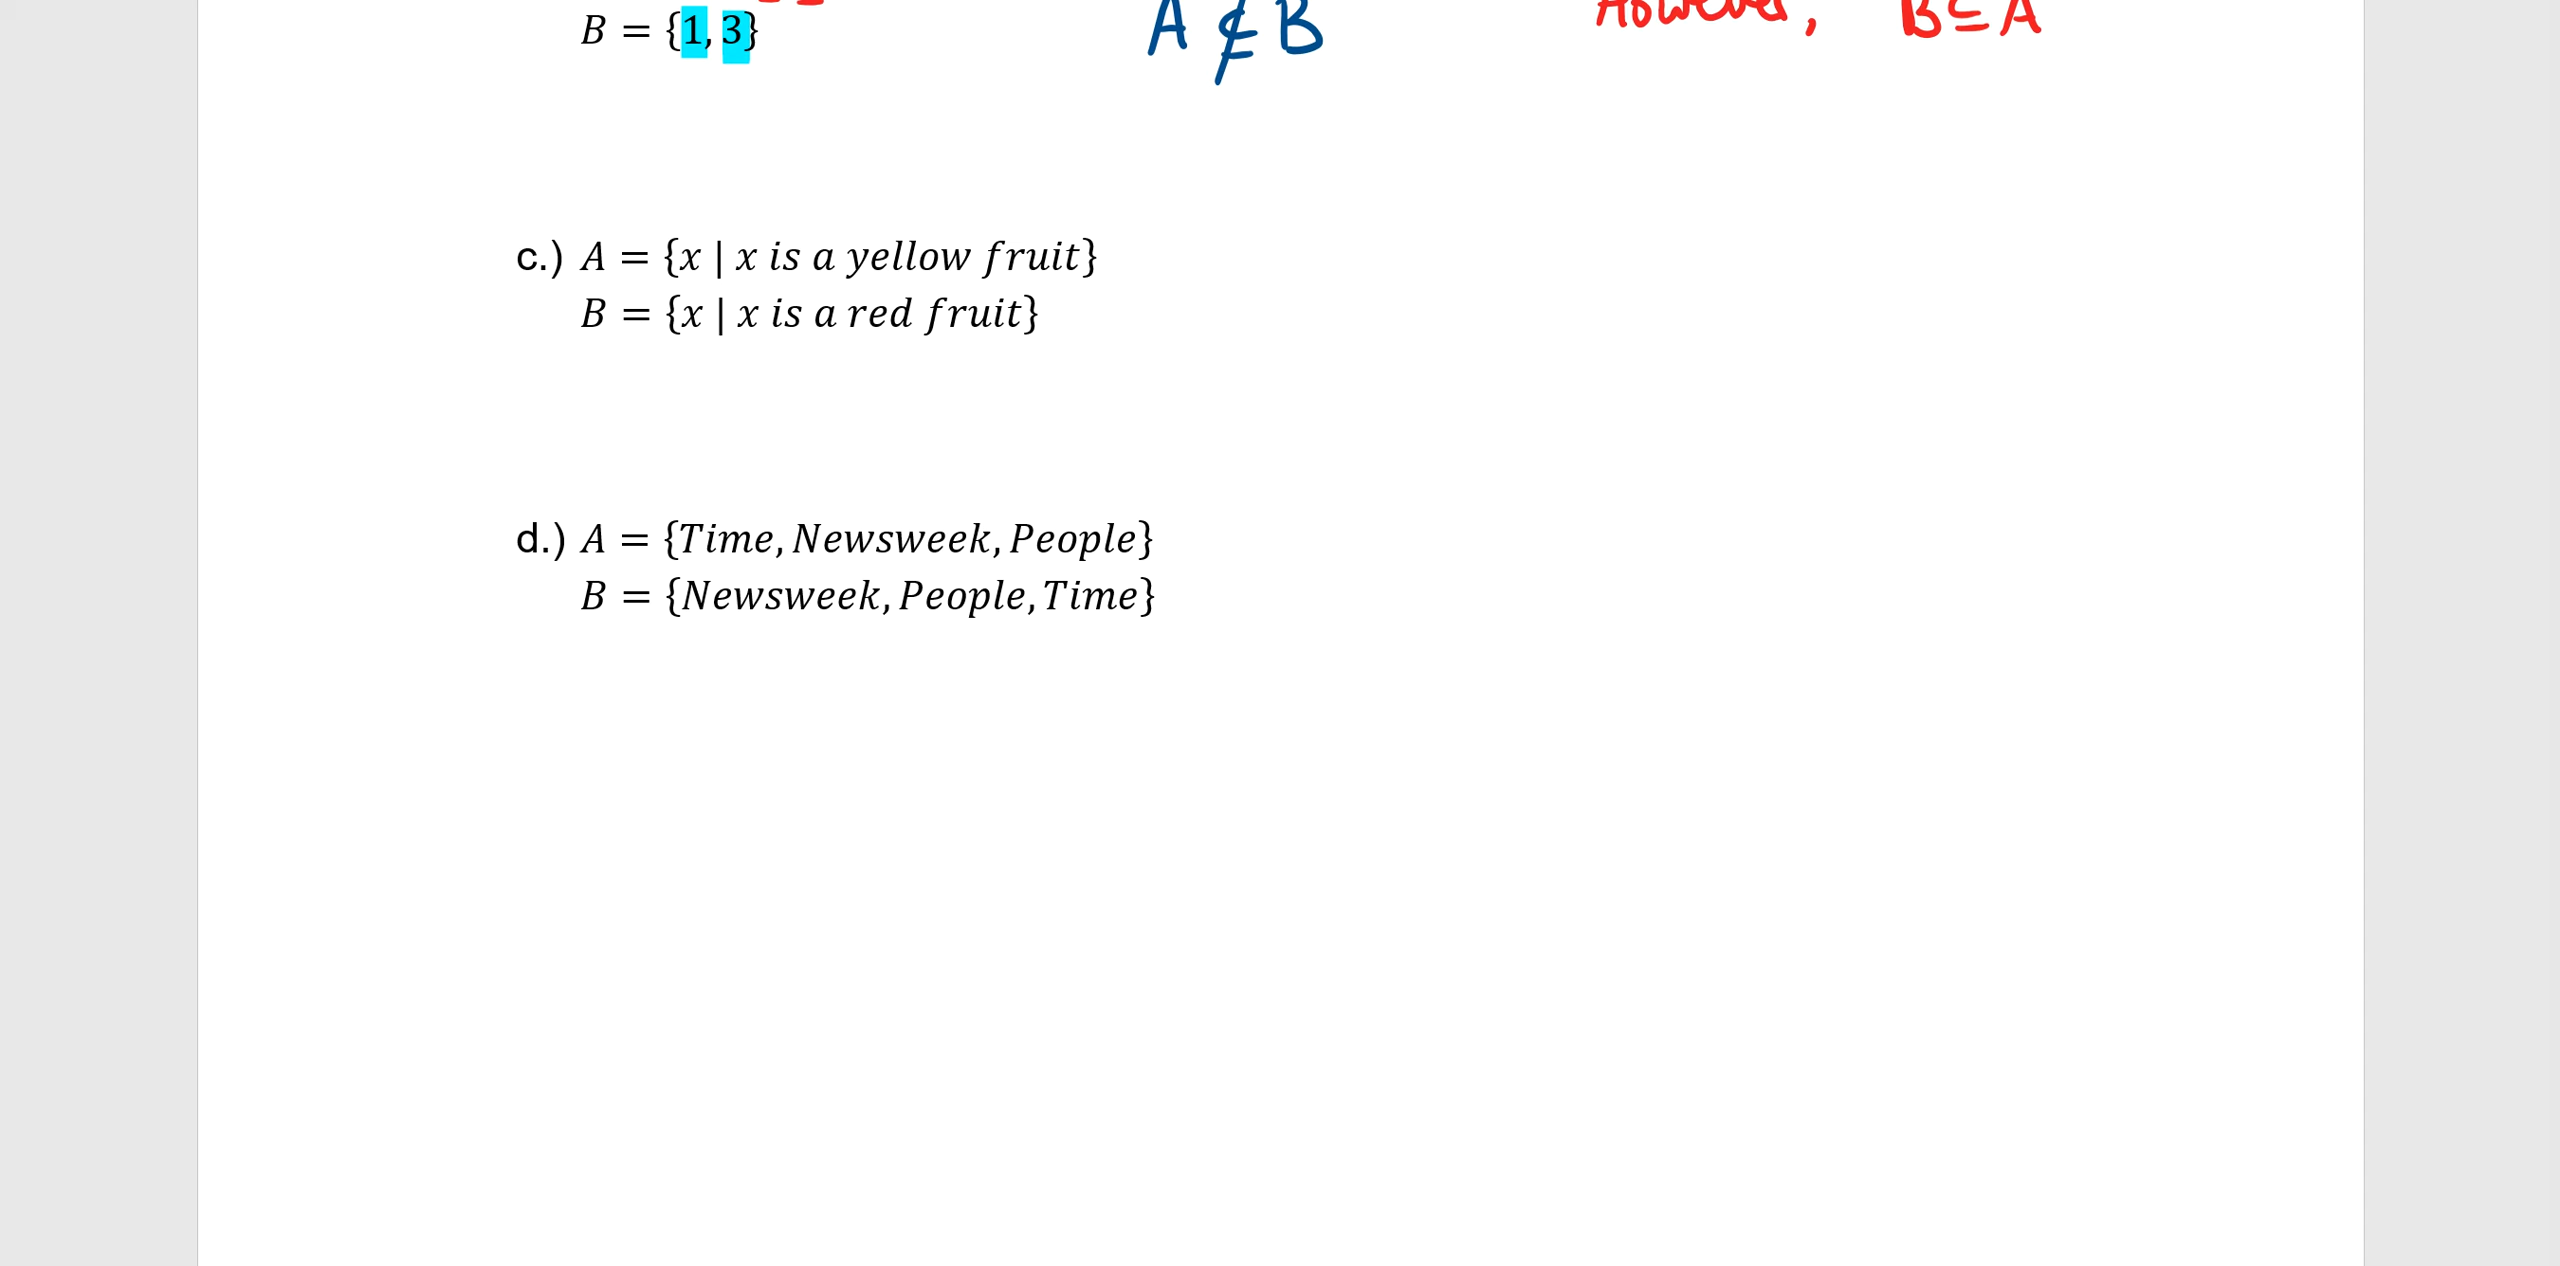 B = {1, 3} A ⊈ B However, B ⊆ A
c.) A = {x | x is a yellow fruit}
B = {x | x is a red fruit}
d.) A = {Time, Newsweek, People}
B = {Newsweek, People, Time}